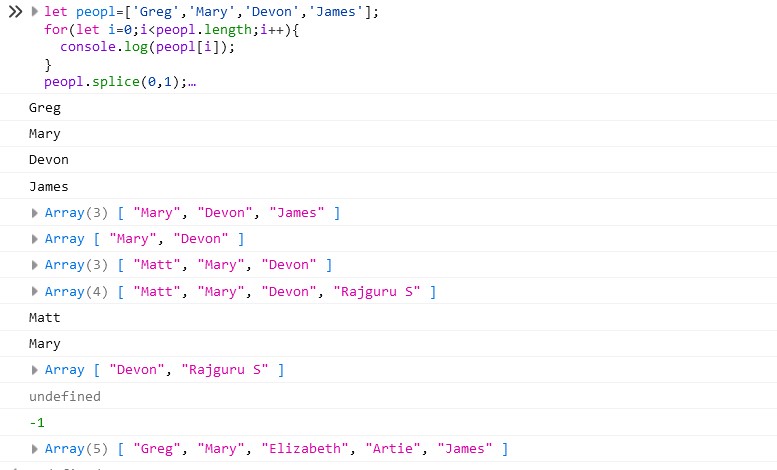 let peopl=['Greg','Mary','Devon','James'];
for(let i=0;i<peopl.length;i++){
console.log(peopl[i]);
}
peopl.splice(0,1);…
Greg
Mary
Devon
James
Array(3) [ "Mary", "Devon", "James" ]
Array [ "Mary", "Devon" ]
Array(3) [ "Matt", "Mary", "Devon" ]
Array(4) [ "Matt", "Mary", "Devon", "Rajguru S" ]
Matt
Mary
Array [ "Devon", "Rajguru S" ]
undefined
-1
Array(5) [ "Greg", "Mary", "Elizabeth", "Artie", "James" ]